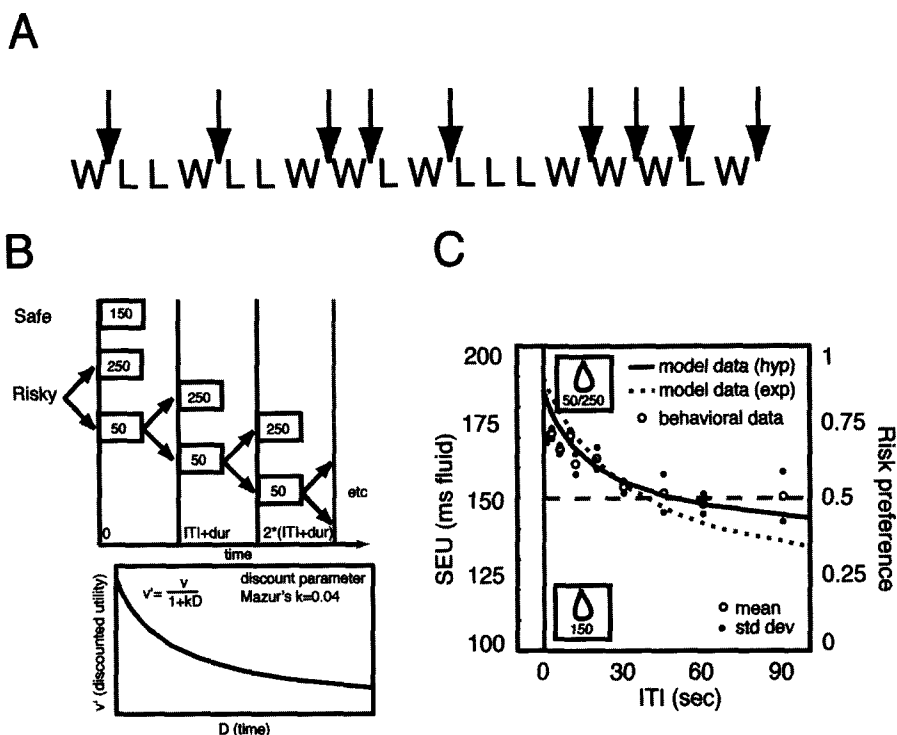 A
W L L W L L W W L W L L L W W W L W
B
Safe
150
250
Risky
50
250
50
250
50
etc
0
ITI+dur
2*(ITI+dur)
time
v' (discounted utility)
v'= v
1+kD
discount parameter
Mazur's k=0.04
D (time)
C
200
175
150
125
100
SEU (ms fluid)
50/250
model data (hyp)
model data (exp)
behavioral data
150
mean
std dev
1
0.75
0.5
0.25
0
Risk preference
0 30 60 90
ITI (sec)